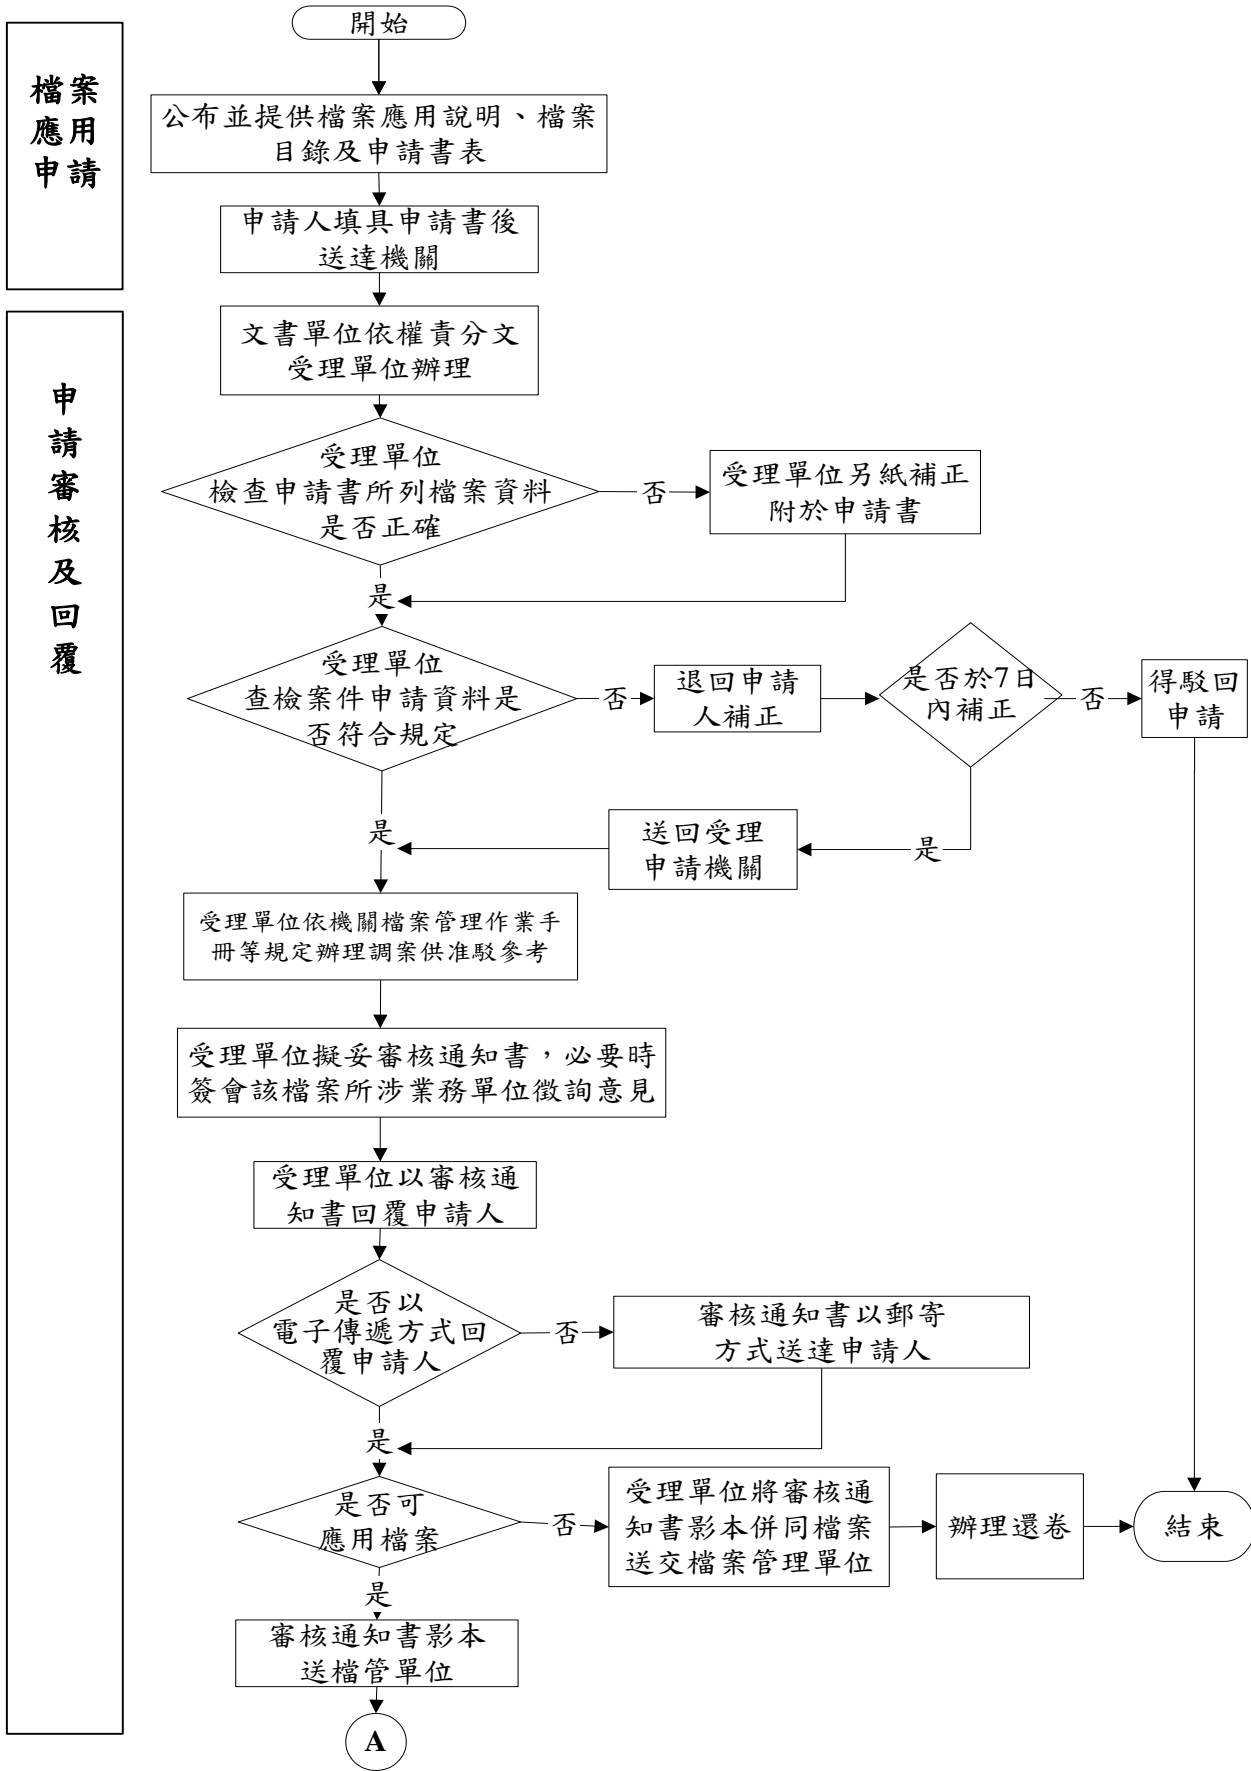 開始
檔案
應用
申請
公布並提供檔案應用說明、檔案
目錄及申請書表
申請人填具申請書後
送達機關
申
請
審
核
及
回
覆
文書單位依權責分文
受理單位辦理
受理單位
檢查申請書所列檔案資料
是否正確
否
受理單位另紙補正
附於申請書
是
受理單位
查檢案件申請資料是
否符合規定
否
退回申請
人補正
是否於7日
內補正
否
得駁回
申請
是
送回受理
申請機關
是
受理單位依機關檔案管理作業手
冊等規定辦理調案供准駁參考
受理單位擬妥審核通知書，必要時
簽會該檔案所涉業務單位徵詢意見
受理單位以審核通
知書回覆申請人
是否以
電子傳遞方式回
覆申請人
否
審核通知書以郵寄
方式送達申請人
是
是否可
應用檔案
否
受理單位將審核通
知書影本併同檔案
送交檔案管理單位
辦理還卷
結束
是
審核通知書影本
送檔管單位
A